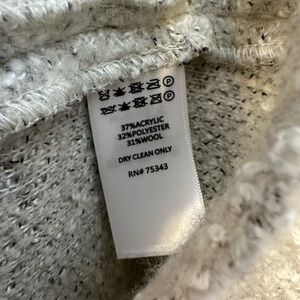 37%ACRYLIC
32%POLYESTER
31%WOOL
DRY CLEAN ONLY
RN# 75343